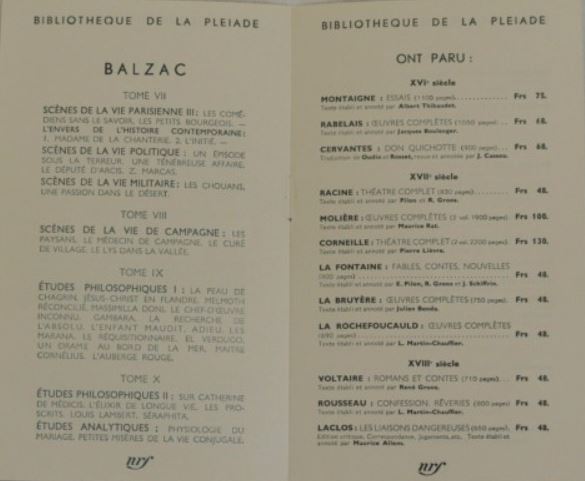 BIBLIOTHEQUE DE LA PLEIADE
BALZAC
TOME VII
SCÈNES DE LA VIE PARISIENNE III : LES COMÉ-
DIENS SANS LE SAVOIR, LES PETITS BOURGEOIS. —
L'ENVERS DE L'HISTOIRE CONTEMPORAINE :
1. MADAME DE LA CHANTERIE, 2. L'INITIÉ, —
SCÈNES DE LA VIE POLITIQUE : UN ÉPISODE
SOUS LA TERREUR, UNE TÉNÉBREUSE AFFAIRE,
LE DÉPUTÉ D'ARCIS, Z. MARCAS.
SCÈNES DE LA VIE MILITAIRE : LES CHOUANS,
UNE PASSION DANS LE DÉSERT.
TOME VIII
SCÈNES DE LA VIE DE CAMPAGNE : LES
PAYSANS, LE MÉDECIN DE CAMPAGNE, LE CURÉ
DE VILLAGE, LE LYS DANS LA VALLÉE.
TOME IX
ÉTUDES PHILOSOPHIQUES I : LA PEAU DE
CHAGRIN, JÉSUS-CHRIST EN FLANDRE, MELMOTH
RÉCONCILIÉ, MASSIMILLA DONI, LE CHEF-D'ŒUVRE
INCONNU, GAMBARA, LA RECHERCHE DE
L'ABSOLU, L'ENFANT MAUDIT, ADIEU, LES
MARANA, LE RÉQUISITIONNAIRE, EL VERDUGO,
UN DRAME AU BORD DE LA MER, MAITRE
CORNÉLIUS, L'AUBERGE ROUGE.
TOME X
ÉTUDES PHILOSOPHIQUES II : SUR CATHERINE
DE MÉDICIS, L'ÉLIXIR DE LONGUE VIE, LES PRO-
SCRITS, LOUIS LAMBERT, SÉRAPHITA.
ÉTUDES ANALYTIQUES : PHYSIOLOGIE DU
MARIAGE, PETITES MISÈRES DE LA VIE CONJUGALE.
nrf
BIBLIOTHEQUE DE LA PLEIADE
ONT PARU :
XVIe siècle
MONTAIGNE : ESSAIS (1100 pages) Frs 75.
Texte établi et annoté par Albert Thibaudet.
RABELAIS : ŒUVRES COMPLÈTES (1050 pages) Frs 68.
Texte établi et annoté par Jacques Boulenger.
CERVANTES : DON QUICHOTTE (900 pages) Frs 68.
Traduction de Oudin et Rosset, revue et annotée par J. Cassou.
XVIIe siècle
RACINE : THÉATRE COMPLET (830 pages) Frs 48.
Texte établi et annoté par Pilon et R. Groos.
MOLIÈRE : ŒUVRES COMPLÈTES (2 vol. 1900 pages) Frs 100.
Texte établi et annoté par Maurice Rat.
CORNEILLE : THÉATRE COMPLET (2 vol. 2200 pages) Frs 130.
Texte établi et annoté par Pierre Lièvre.
LA FONTAINE : FABLES, CONTES, NOUVELLES
pages) Frs 48.
Texte établi et annoté par E. Pilon, R. Groos et J. Schiffrin.
LA BRUYÈRE : ŒUVRES COMPLÈTES (750 pages) Frs 48.
Texte établi et annoté par Julien Benda.
LA ROCHEFOUCAULD : ŒUVRES COMPLÈTES
pages) Frs 48.
Texte établi et annoté par L. Martin-Chauffier.
XVIIIe siècle
VOLTAIRE : ROMANS ET CONTES (710 pages) Frs 48.
Texte établi et annoté par René Groos.
ROUSSEAU : CONFESSION, RÊVERIES (800 pages) Frs 48.
Texte établi et annoté par L. Martin-Chauffier.
LACLOS : LES LIAISONS DANGEREUSES (850 pages) Frs 48.
Edition critique, Correspondance, jugements, etc. Texte établi et
annoté par Maurice Allem.
nrf